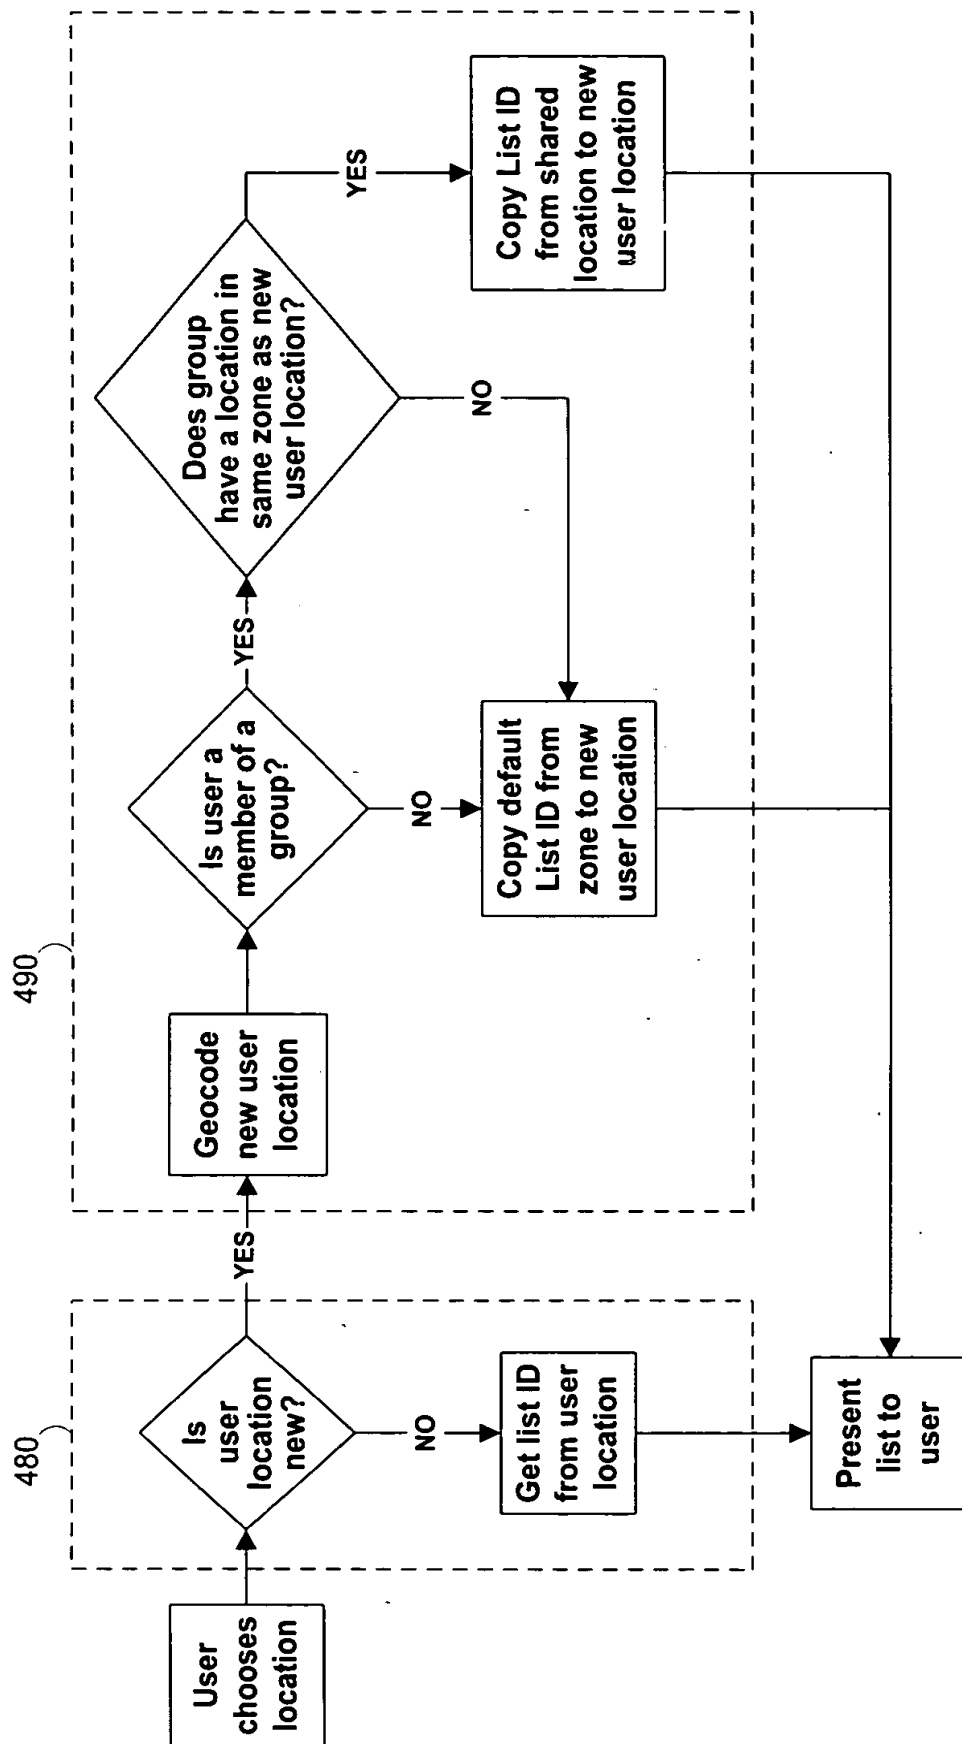 User
chooses
location
480
Is
user
location
new?
NO
Get list ID
from user
location
Present
list to
user
YES
490
Geocode
new user
location
Is user a
member of a
group?
NO
Copy default
List ID from
zone to new
user location
YES
Does group
have a location in
same zone as new
user location?
NO
YES
Copy List ID
from shared
location to new
user location